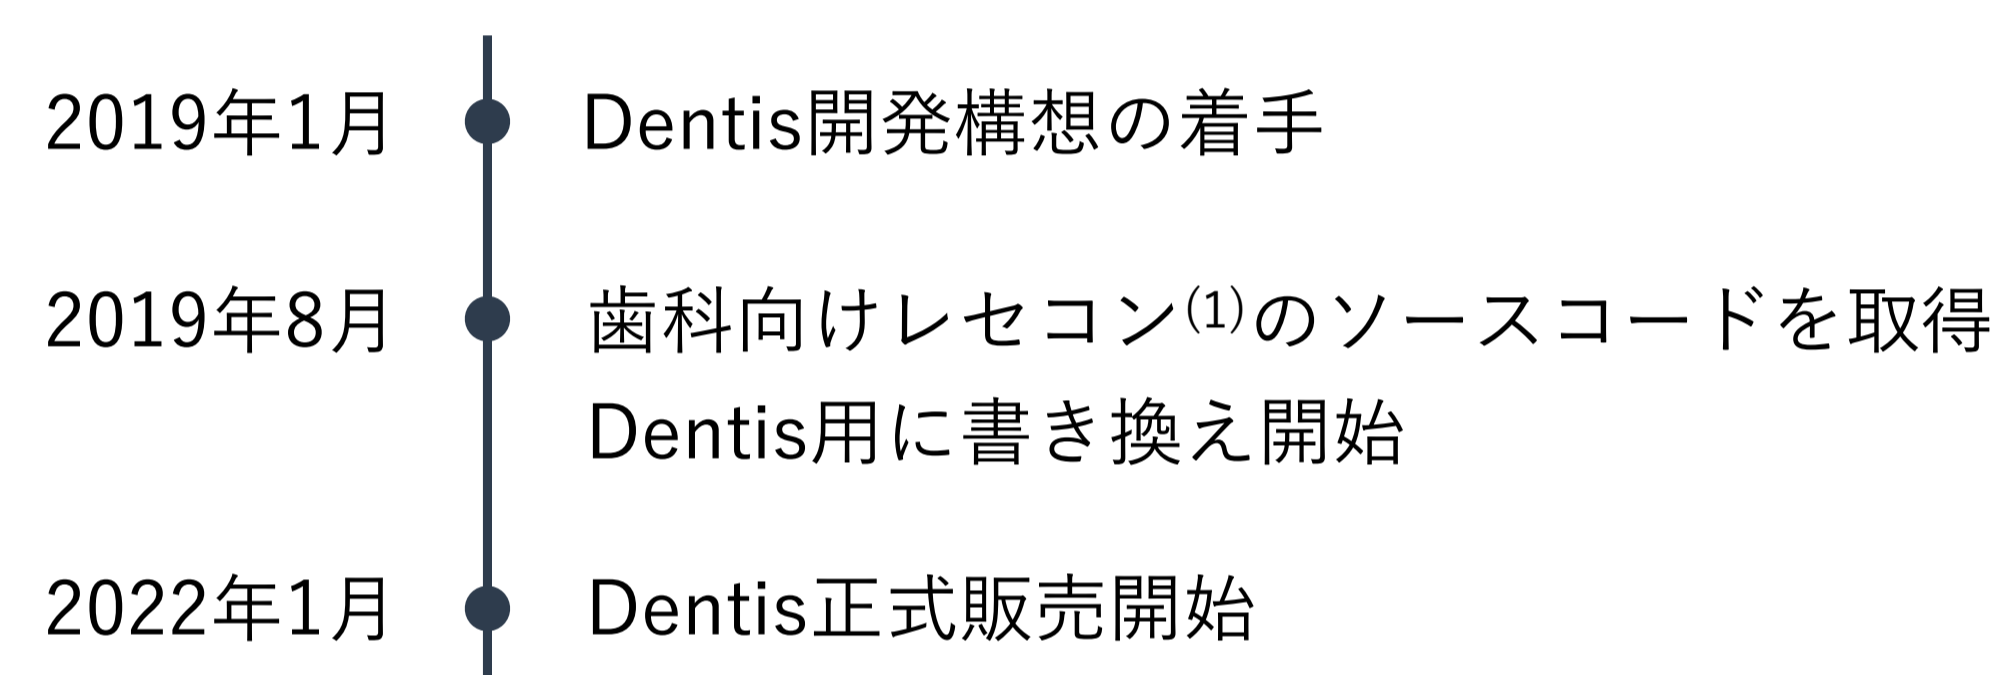 2019年1月 Dentis開発構想の着手
2019年8月 歯科向けレセコン(1)のソースコードを取得
Dentis用に書き換え開始
2022年1月 Dentis正式販売開始